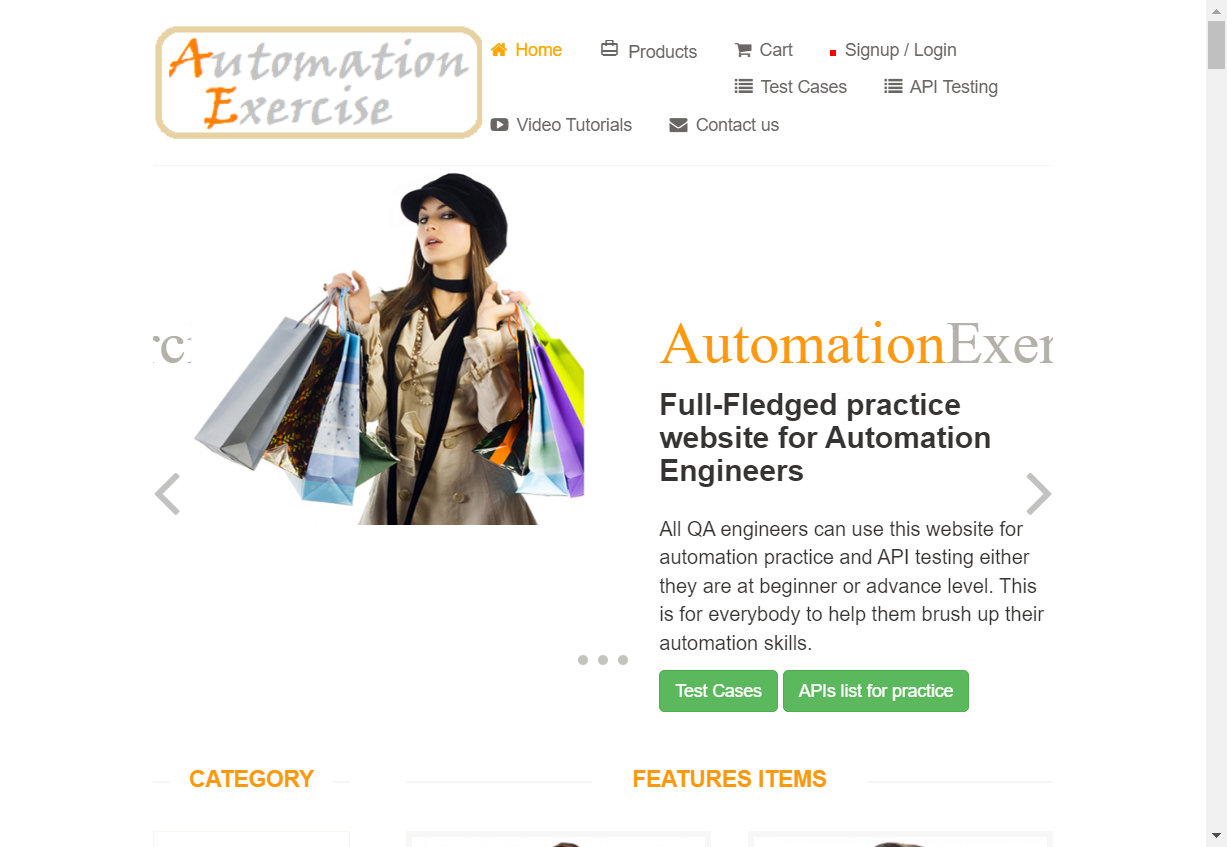 Automation
Exercise
Home
Products
Cart
Signup / Login
Test Cases
API Testing
Video Tutorials
Contact us
AutomationExer
Full-Fledged practice
website for Automation
Engineers
All QA engineers can use this website for
automation practice and API testing either
they are at beginner or advance level. This
is for everybody to help them brush up their
automation skills.
Test Cases
APIs list for practice
CATEGORY
FEATURES ITEMS